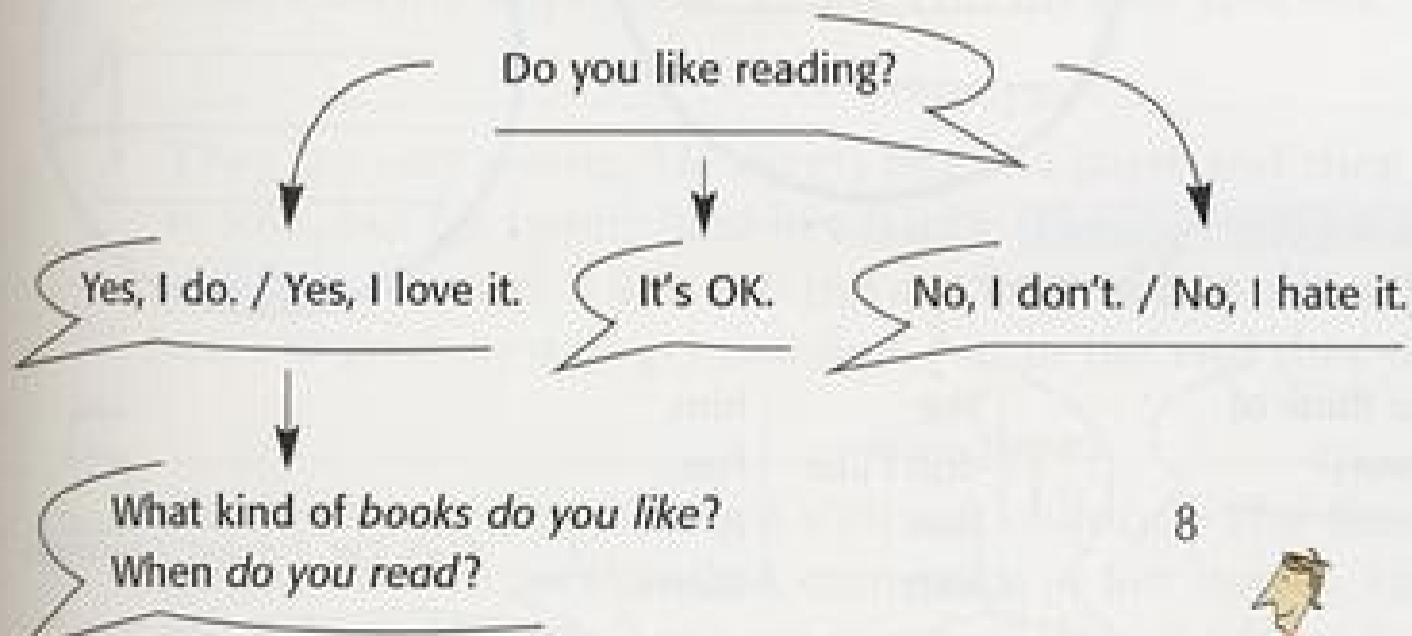 Do you like reading?
Yes, I do. / Yes, I love it.
It's OK.
No, I don't. / No, I hate it.
What kind of books do you like?
When do you read?
8